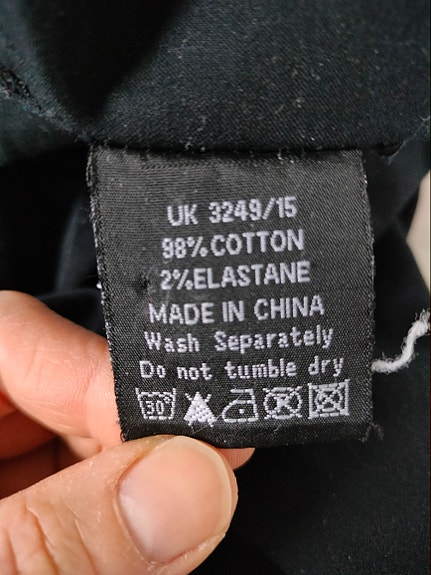 UK 3249/15
98%COTTON
2%ELASTANE
MADE IN CHINA
Wash Separately
Do not tumble dry
30